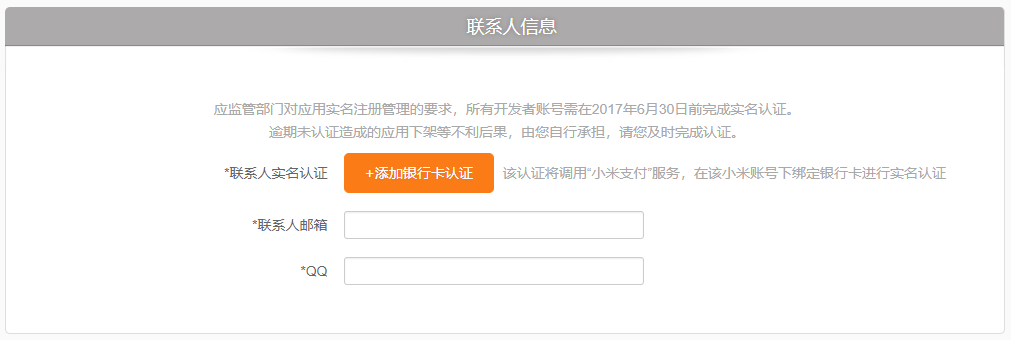 联系人信息
应监管部门对应用实名注册管理的要求，所有开发者账号需在2017年6月30日前完成实名认证。
逾期未认证造成的应用下架等不利后果，由您自行承担，请您及时完成认证。
*联系人实名认证 +添加银行卡认证 该认证将调用“小米支付”服务，在该小米账号下绑定银行卡进行实名认证
*联系人邮箱
*QQ